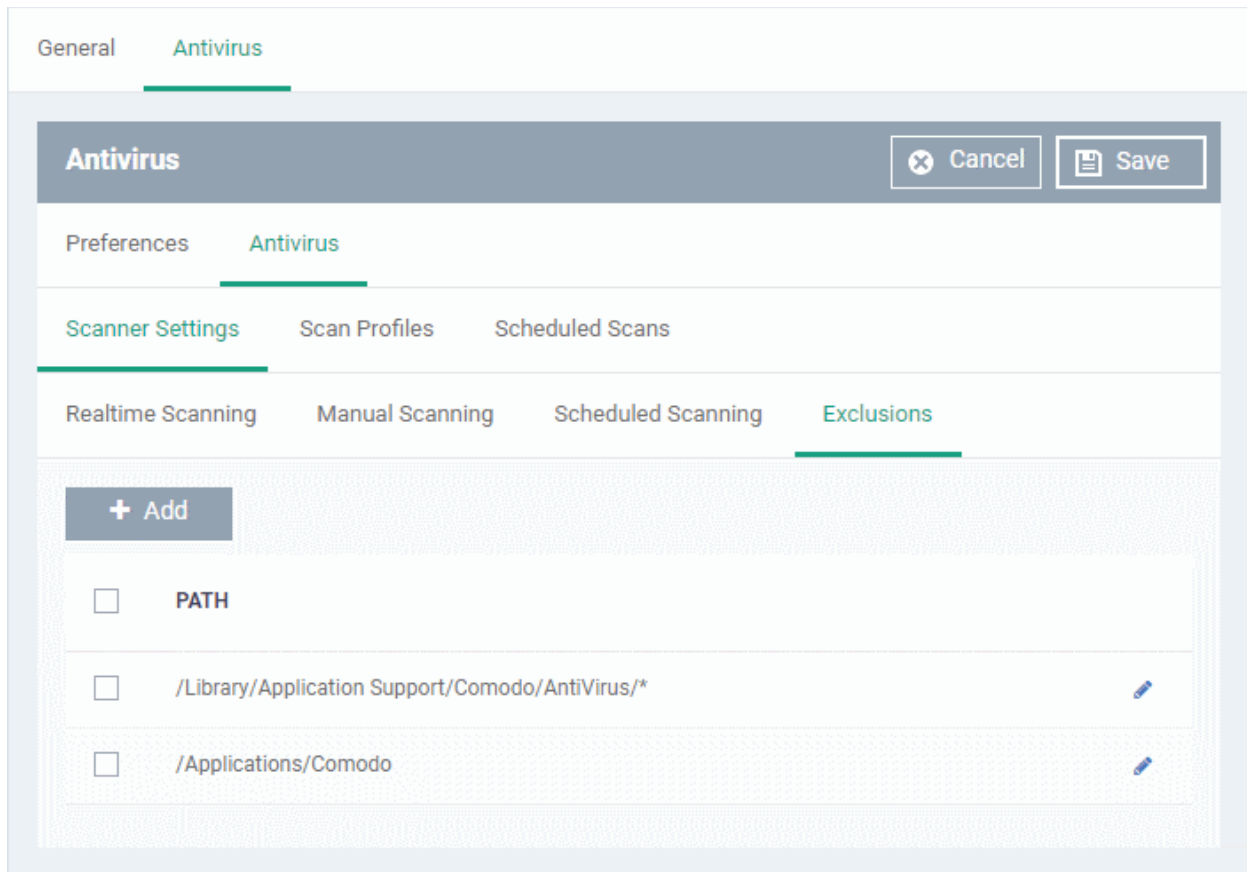 General Antivirus
Antivirus Cancel Save
Preferences Antivirus
Scanner Settings Scan Profiles Scheduled Scans
Realtime Scanning Manual Scanning Scheduled Scanning Exclusions
+ Add
PATH
/Library/Application Support/Comodo/AntiVirus/*
/Applications/Comodo